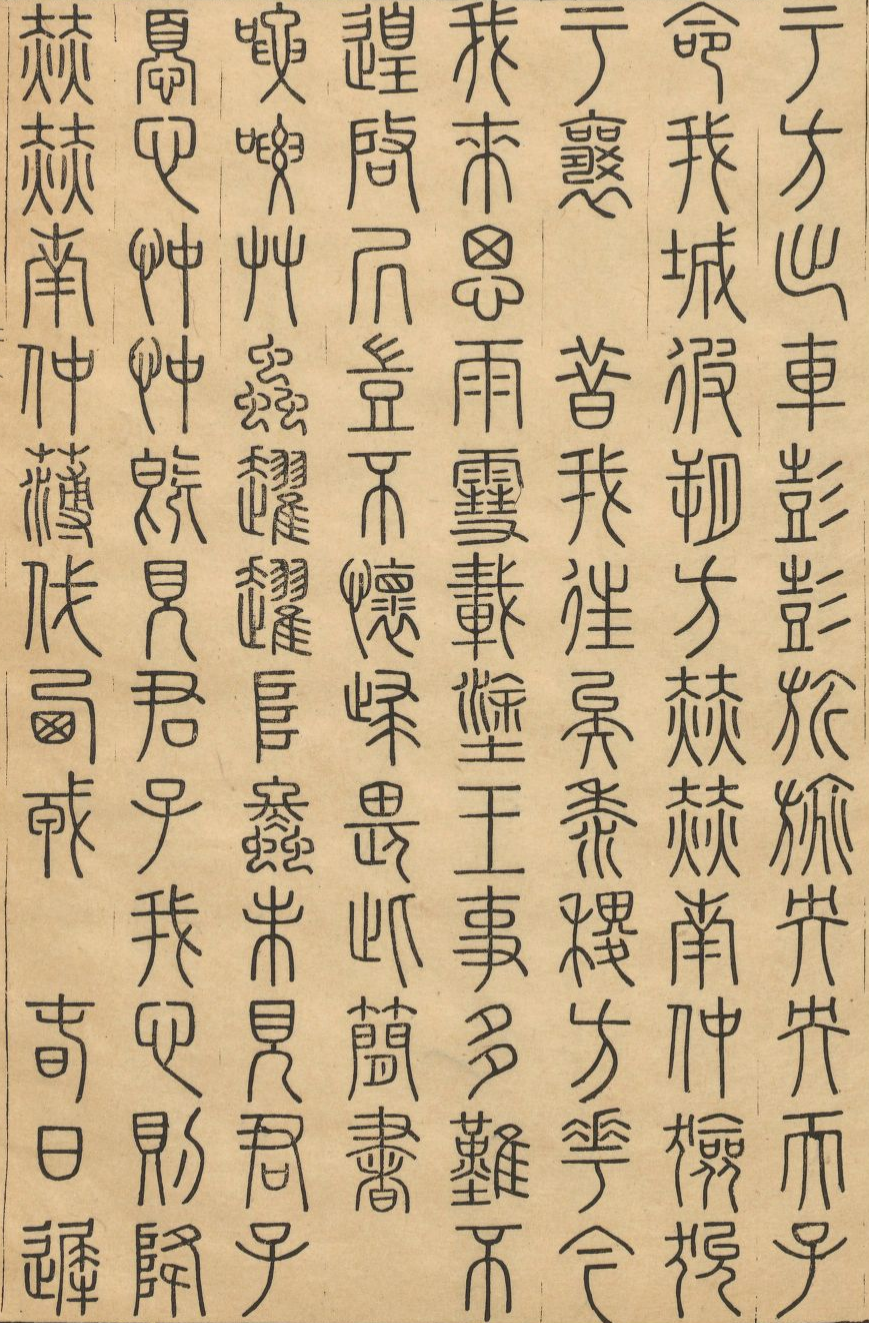 于方出車彭彭旂旐央央天子
命我城彼朔方赫赫南仲玁狁
于襄　昔我往矣黍稷方華今
我來思雨雪載塗王事多難不
遑啓居豈不懷歸畏此簡書
喓喓草蟲趯趯阜螽未見君子
憂心忡忡既見君子我心則降
赫赫南仲薄伐西戎　春日遲